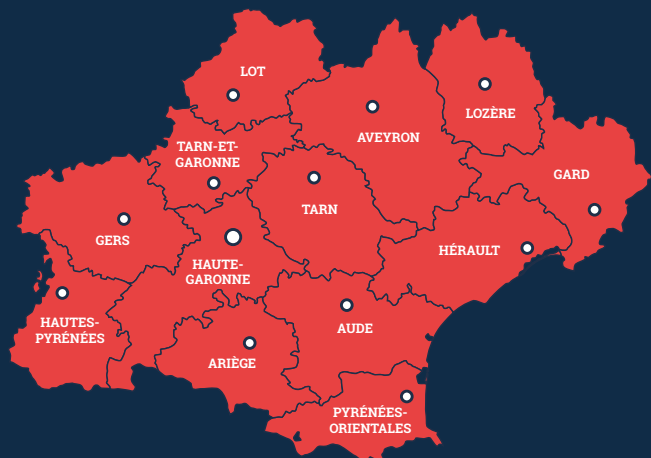 LOT
LOZÈRE
AVEYRON
TARN-ET-
GARONNE
GARD
TARN
GERS
HÉRAULT
HAUTE-
GARONNE
HAUTES-
PYRÉNÉES
AUDE
ARIÈGE
PYRÉNÉES-
ORIENTALES